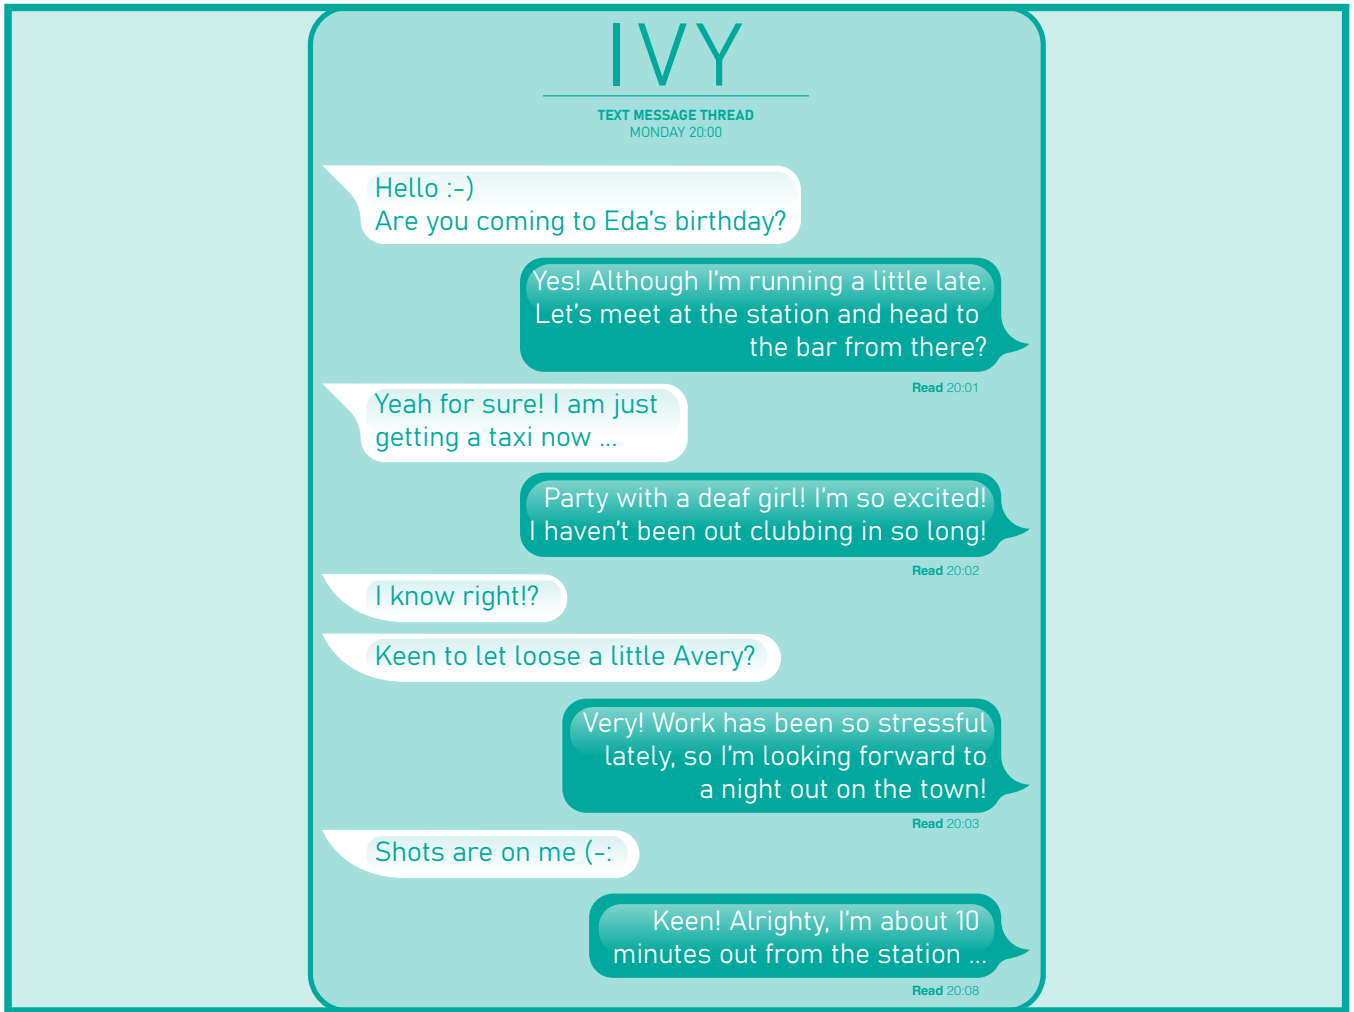 IVY
TEXT MESSAGE THREAD
MONDAY 20:00
Hello :-)
Are you coming to Eda’s birthday?
Yes! Although I’m running a little late.
Let’s meet at the station and head to
the bar from there?
Read 20:01
Yeah for sure! I am just
getting a taxi now ...
Party with a deaf girl! I’m so excited!
I haven’t been out clubbing in so long!
Read 20:02
I know right!?
Keen to let loose a little Avery?
Very! Work has been so stressful
lately, so I’m looking forward to
a night out on the town!
Read 20:03
Shots are on me (-:
Keen! Alrighty, I’m about 10
minutes out from the station ...
Read 20:08